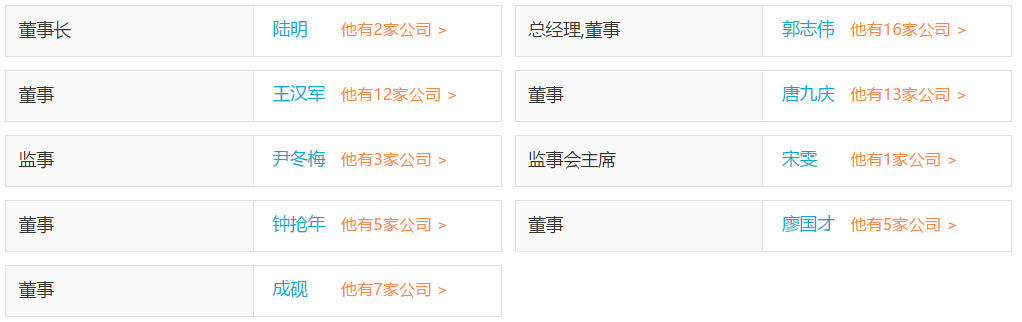 董事长 陆明 他有2家公司 > 总经理,董事 郭志伟 他有16家公司 >
董事 王汉军 他有12家公司 > 董事 唐九庆 他有13家公司 >
监事 尹冬梅 他有3家公司 > 监事会主席 宋雯 他有1家公司 >
董事 钟抢年 他有5家公司 > 董事 廖国才 他有5家公司 >
董事 成砚 他有7家公司 >